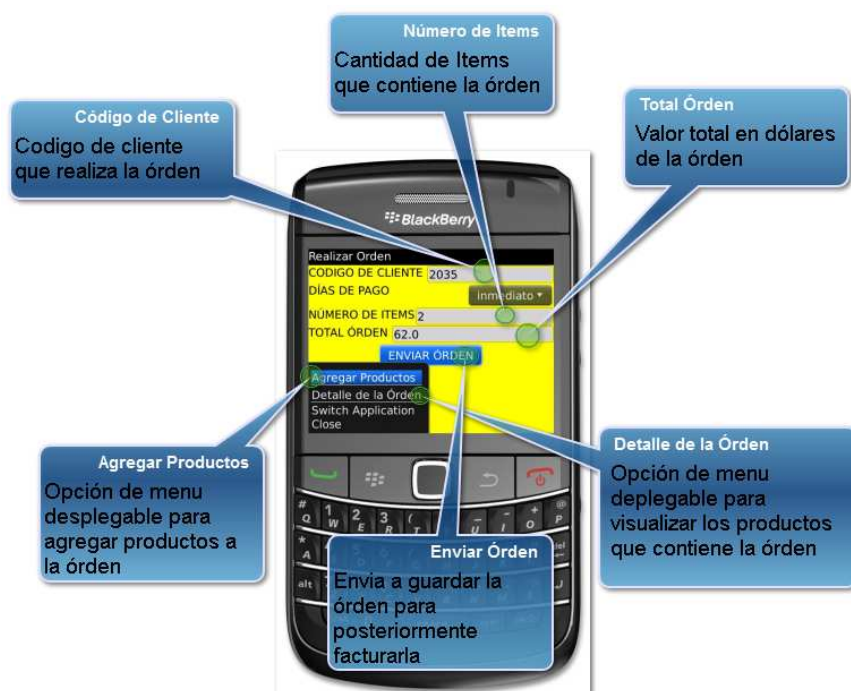 Número de Items
Cantidad de Items
que contiene la órden
Código de Cliente
Codigo de cliente
que realiza la órden
Total Órden
Valor total en dólares
de la órden
BlackBerry
Realizar Orden
CODIGO DE CLIENTE 2035
DÍAS DE PAGO inmediato
NÚMERO DE ITEMS 2
TOTAL ÓRDEN 62.0
ENVIAR ÓRDEN
Agregar Productos
Detalle de la Órden
Switch Application
Close
Agregar Productos
Opción de menu
desplegable para
agregar productos a
la órden
Detalle de la Órden
Opción de menu
deplegable para
visualizar los productos
que contiene la órden
Enviar Órden
Envia a guardar la
órden para
posteriormente
facturarla
# 1 2 3 ( _ - + @
Q W E R T U I O P
* A
alt
del